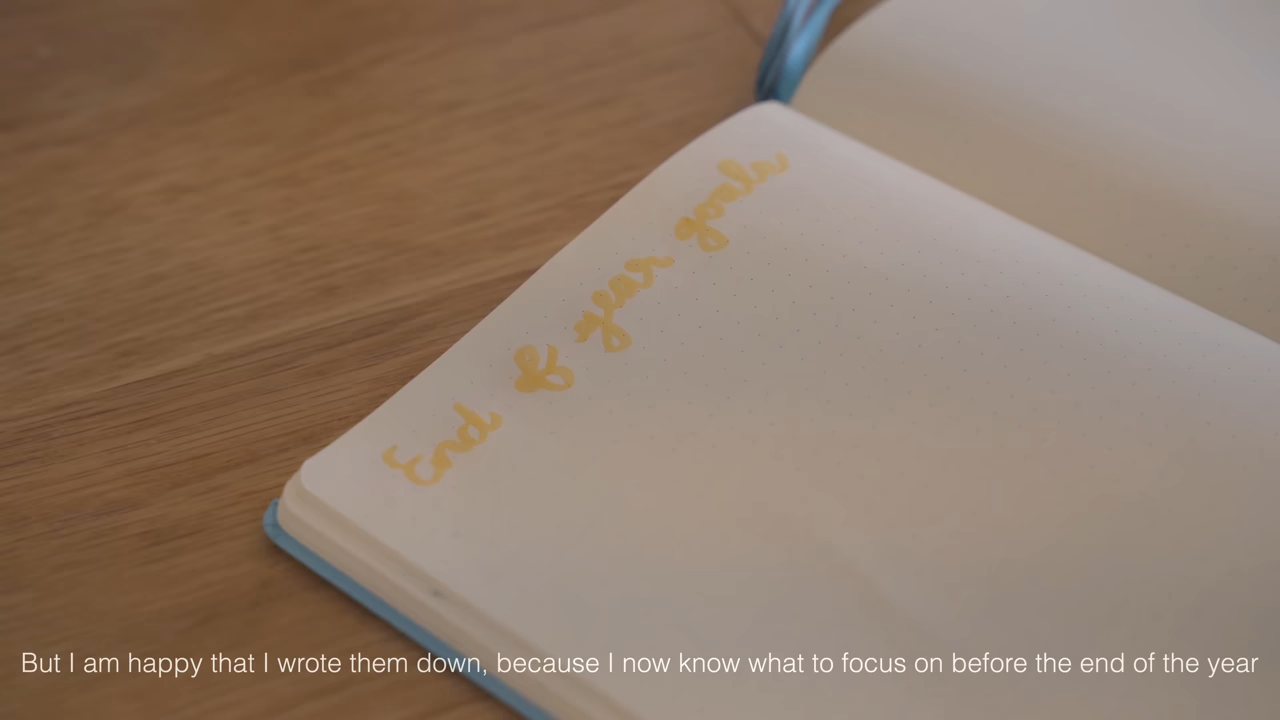 End of year goals
But I am happy that I wrote them down, because I now know what to focus on before the end of the year